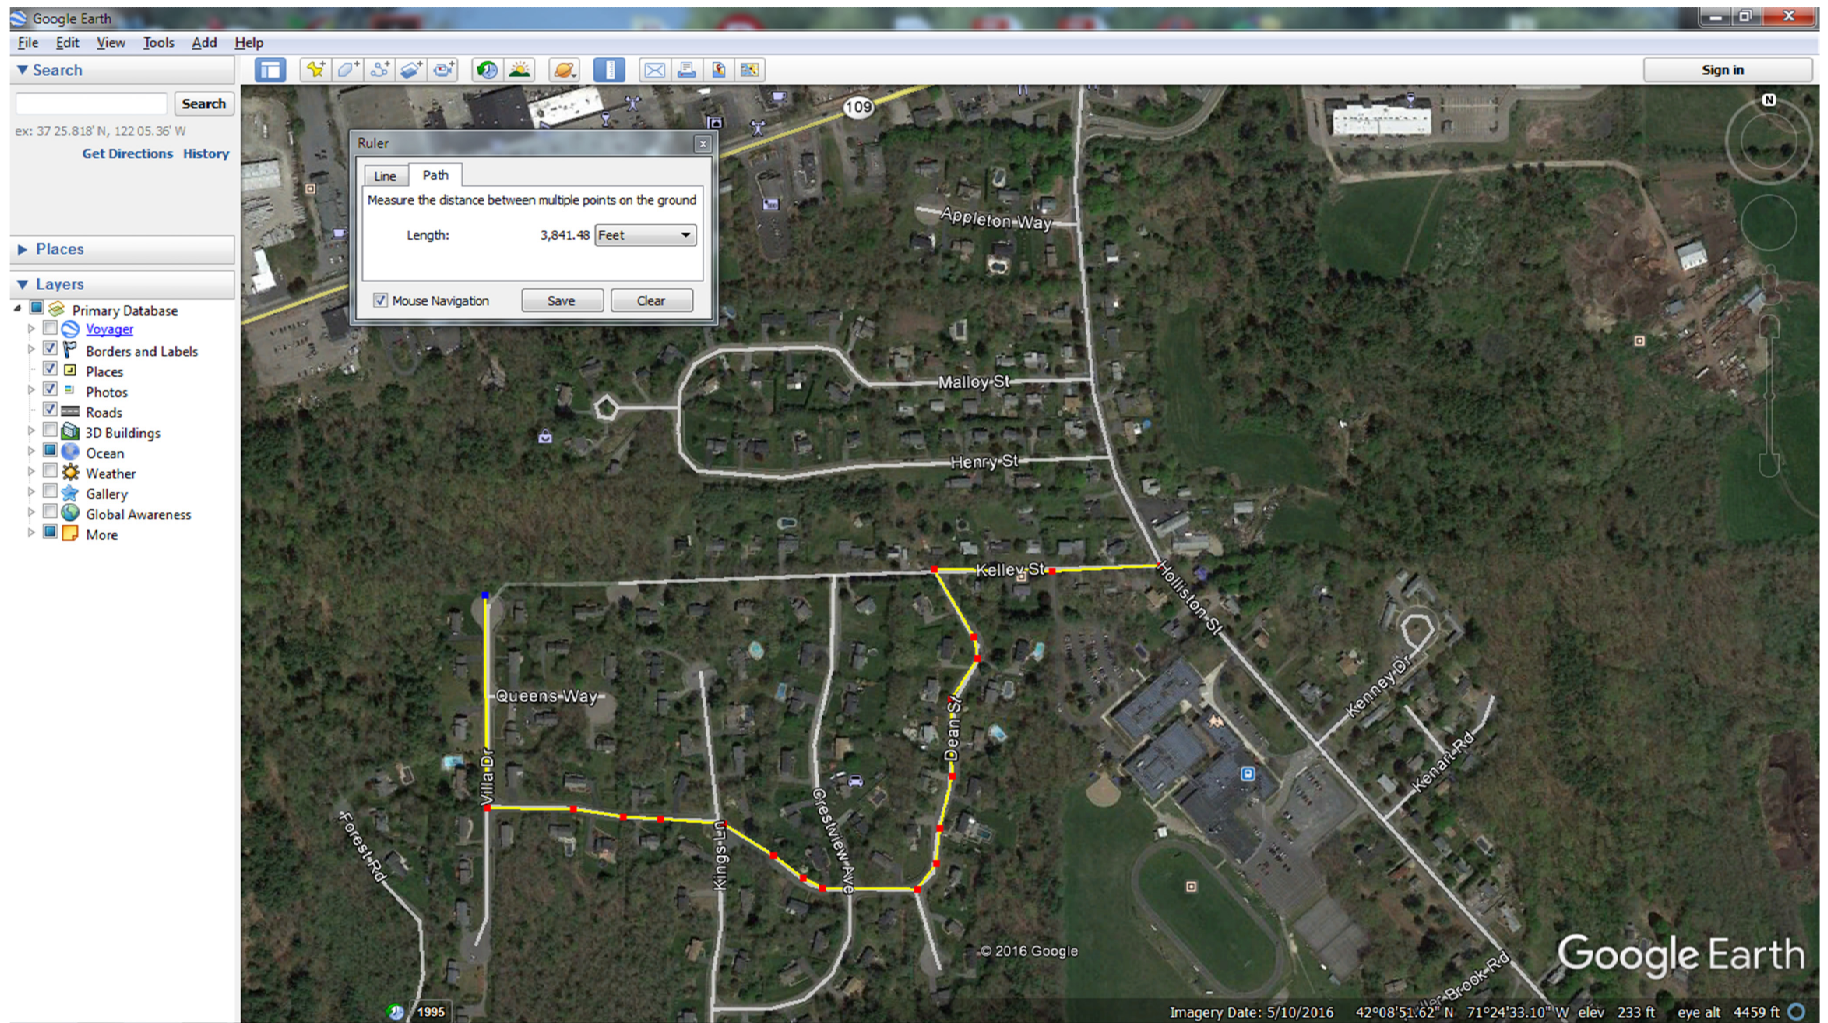 Google Earth
File Edit View Tools Add Help
Search
Sign in
Search
ex: 37 25.818' N, 122 05.36' W
Get Directions History
Places
Layers
Primary Database
Voyager
Borders and Labels
Places
Photos
Roads
3D Buildings
Ocean
Weather
Gallery
Global Awareness
More
Ruler
Line Path
Measure the distance between multiple points on the ground
Length: 3,841.48 Feet
Mouse Navigation Save Clear
109
N
Appleton Way
Malloy St
Henry St
Kelley St
Holliston St
Queens Way
Kenney Dr
Dean St
Villa Dr
Kenart Rd
Forest Rd
Kings Ln
Crestview Ave
© 2016 Google
Google Earth
Brook Rd
1995
Imagery Date: 5/10/2016 42°08'51.62" N 71°24'33.10" W elev 233 ft eye alt 4459 ft